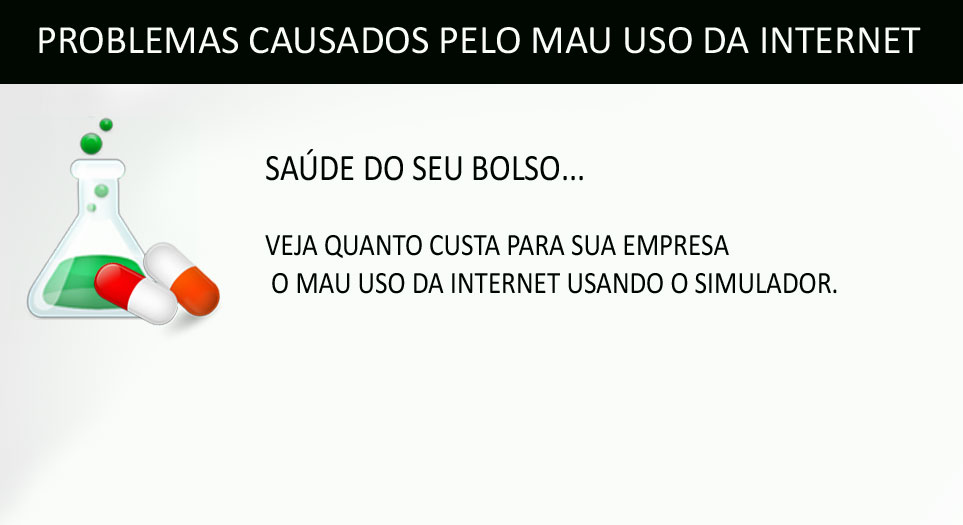 PROBLEMAS CAUSADOS PELO MAU USO DA INTERNET
SAÚDE DO SEU BOLSO...
VEJA QUANTO CUSTA PARA SUA EMPRESA
O MAU USO DA INTERNET USANDO O SIMULADOR.